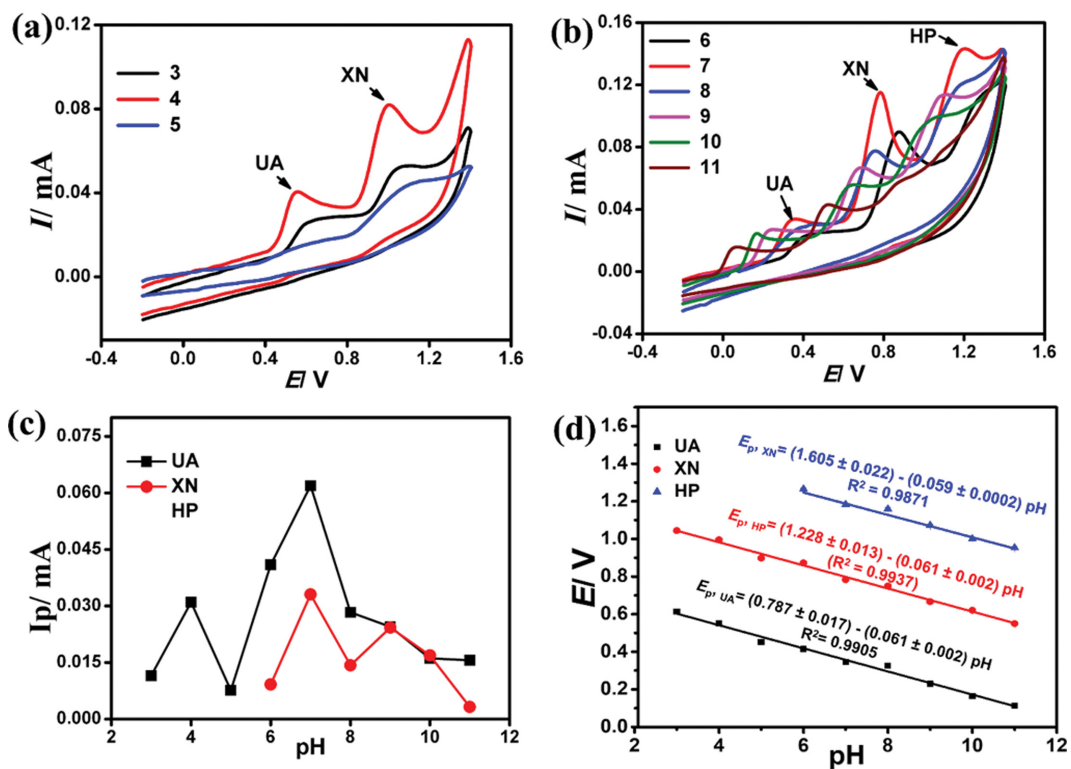 (a)
0.12
0.08
0.04
0.00
I/ mA
3
4
5
UA
XN
-0.4 0.0 0.4 0.8 1.2 1.6
E/ V
(b)
0.16
0.12
0.08
0.04
0.00
-0.04
I/ mA
6
7
8
9
10
11
UA
XN
HP
-0.4 0.0 0.4 0.8 1.2 1.6
E/ V
(c)
0.075
0.060
0.045
0.030
0.015
0.000
Ip/ mA
UA
XN
HP
2 4 6 8 10 12
pH
(d)
1.6
1.4
1.2
1.0
0.8
0.6
0.4
0.2
0.0
E/ V
UA
XN
HP
Ep, XN= (1.605 ± 0.022) - (0.059 ± 0.0002) pH
R² = 0.9871
Ep, HP= (1.228 ± 0.013) - (0.061 ± 0.002) pH
(R² = 0.9937)
Ep, UA= (0.787 ± 0.017) - (0.061 ± 0.002) pH
R²= 0.9905
2 4 6 8 10 12
pH